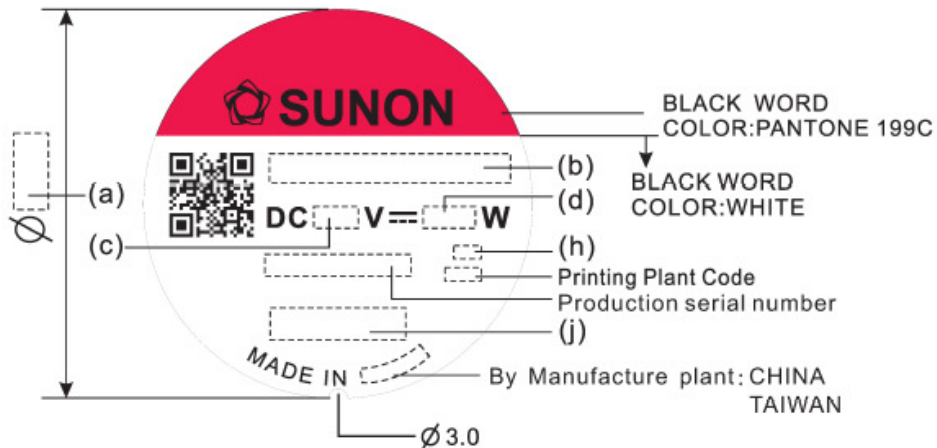 SUNON
BLACK WORD
COLOR:PANTONE 199C
BLACK WORD
COLOR:WHITE
(a)
Ø
(b)
DC V W
(d)
(c)
(h)
Printing Plant Code
Production serial number
(j)
MADE IN
By Manufacture plant: CHINA
TAIWAN
Ø 3.0